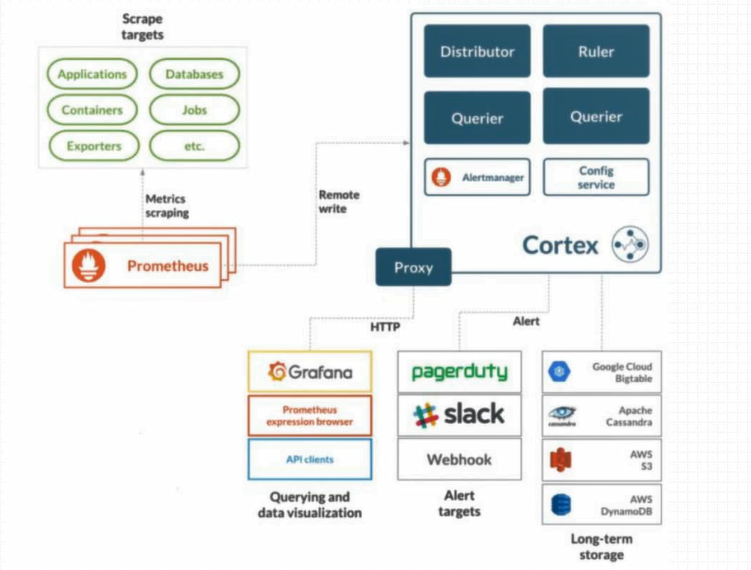 Scrape
targets
Applications
Databases
Containers
Jobs
Exporters
etc.
Metrics
scraping
Prometheus
Remote
write
Distributor
Ruler
Querier
Querier
Alertmanager
Config
service
Cortex
Proxy
HTTP
Alert
Grafana
Prometheus
expression browser
API clients
Querying and
data visualization
pagerduty
slack
Webhook
Alert
targets
Google Cloud
Bigtable
cassandra
Apache
Cassandra
AWS
S3
AWS
DynamoDB
Long-term
storage